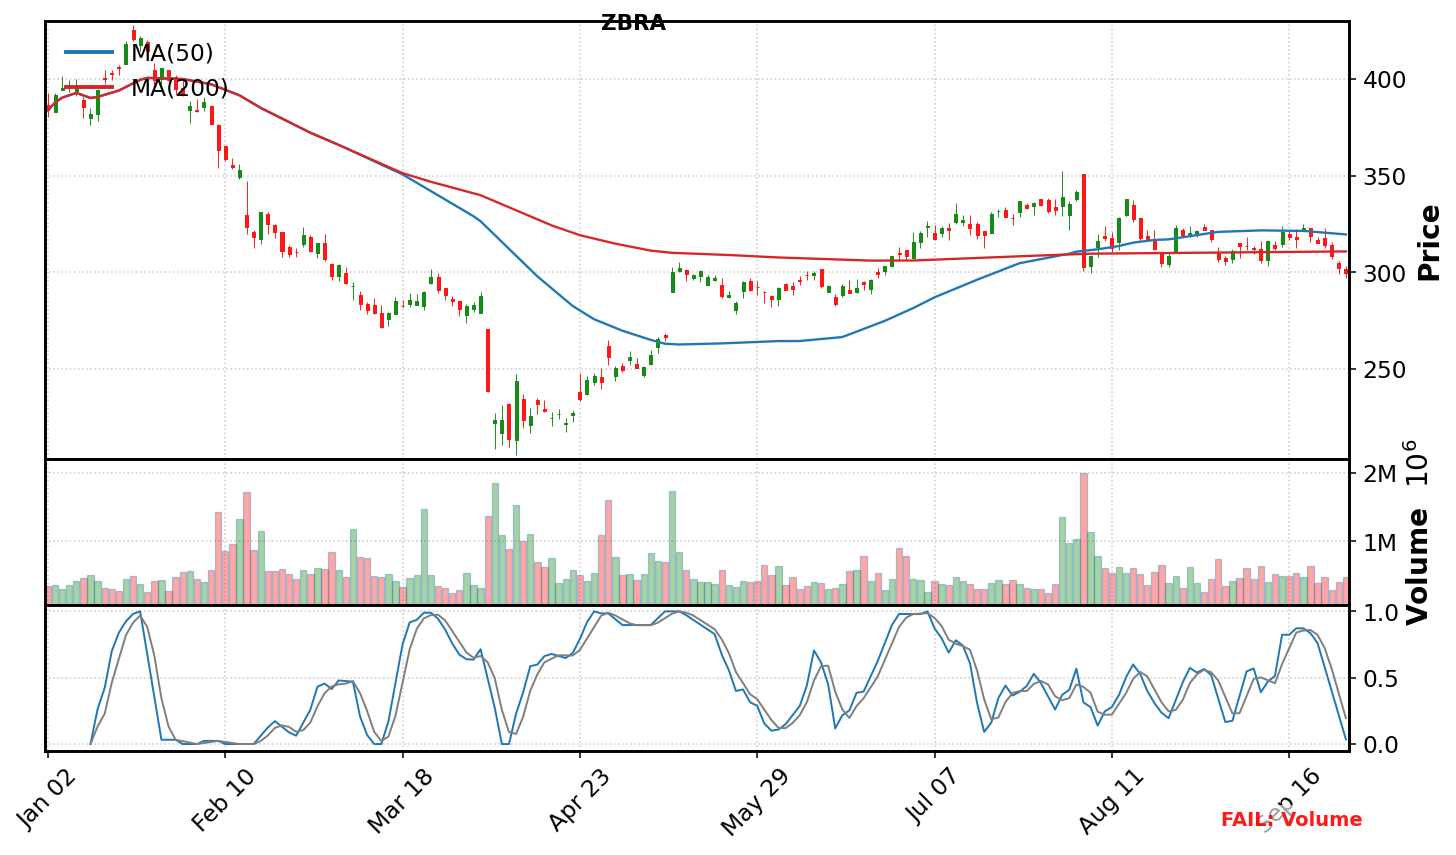 ZBRA
MA(50)
MA(200)
400
350
300
250
Price
2M
1M
Volume 10⁶
1.0
0.5
0.0
Jan 02
Feb 10
Mar 18
Apr 23
May 29
Jul 07
Aug 11
Sep 16
FAIL: Volume